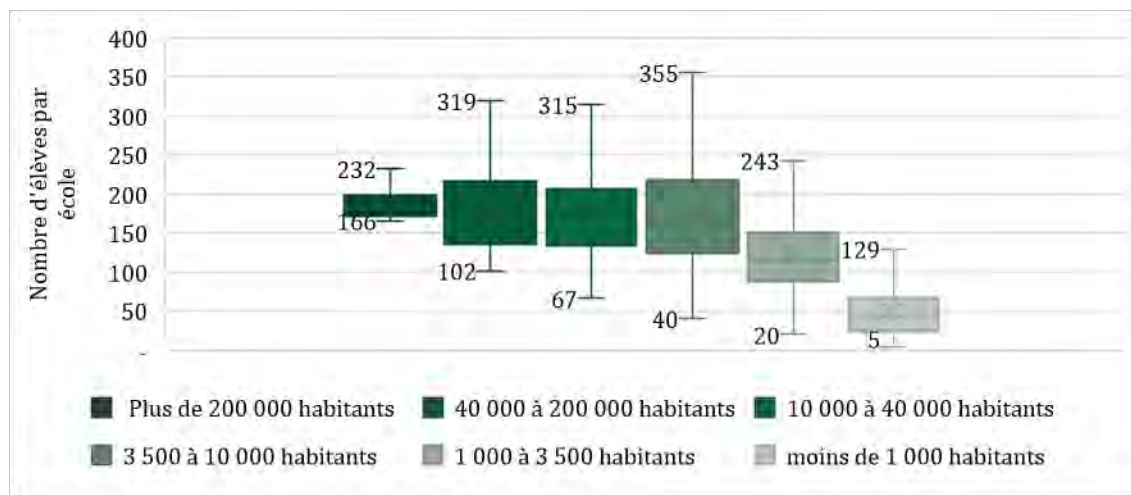 Nombre d'élèves par
école
400
350
300
250
200
150
100
50
-
232
166
319
102
315
67
355
40
243
20
129
5
Plus de 200 000 habitants
40 000 à 200 000 habitants
10 000 à 40 000 habitants
3 500 à 10 000 habitants
1 000 à 3 500 habitants
moins de 1 000 habitants